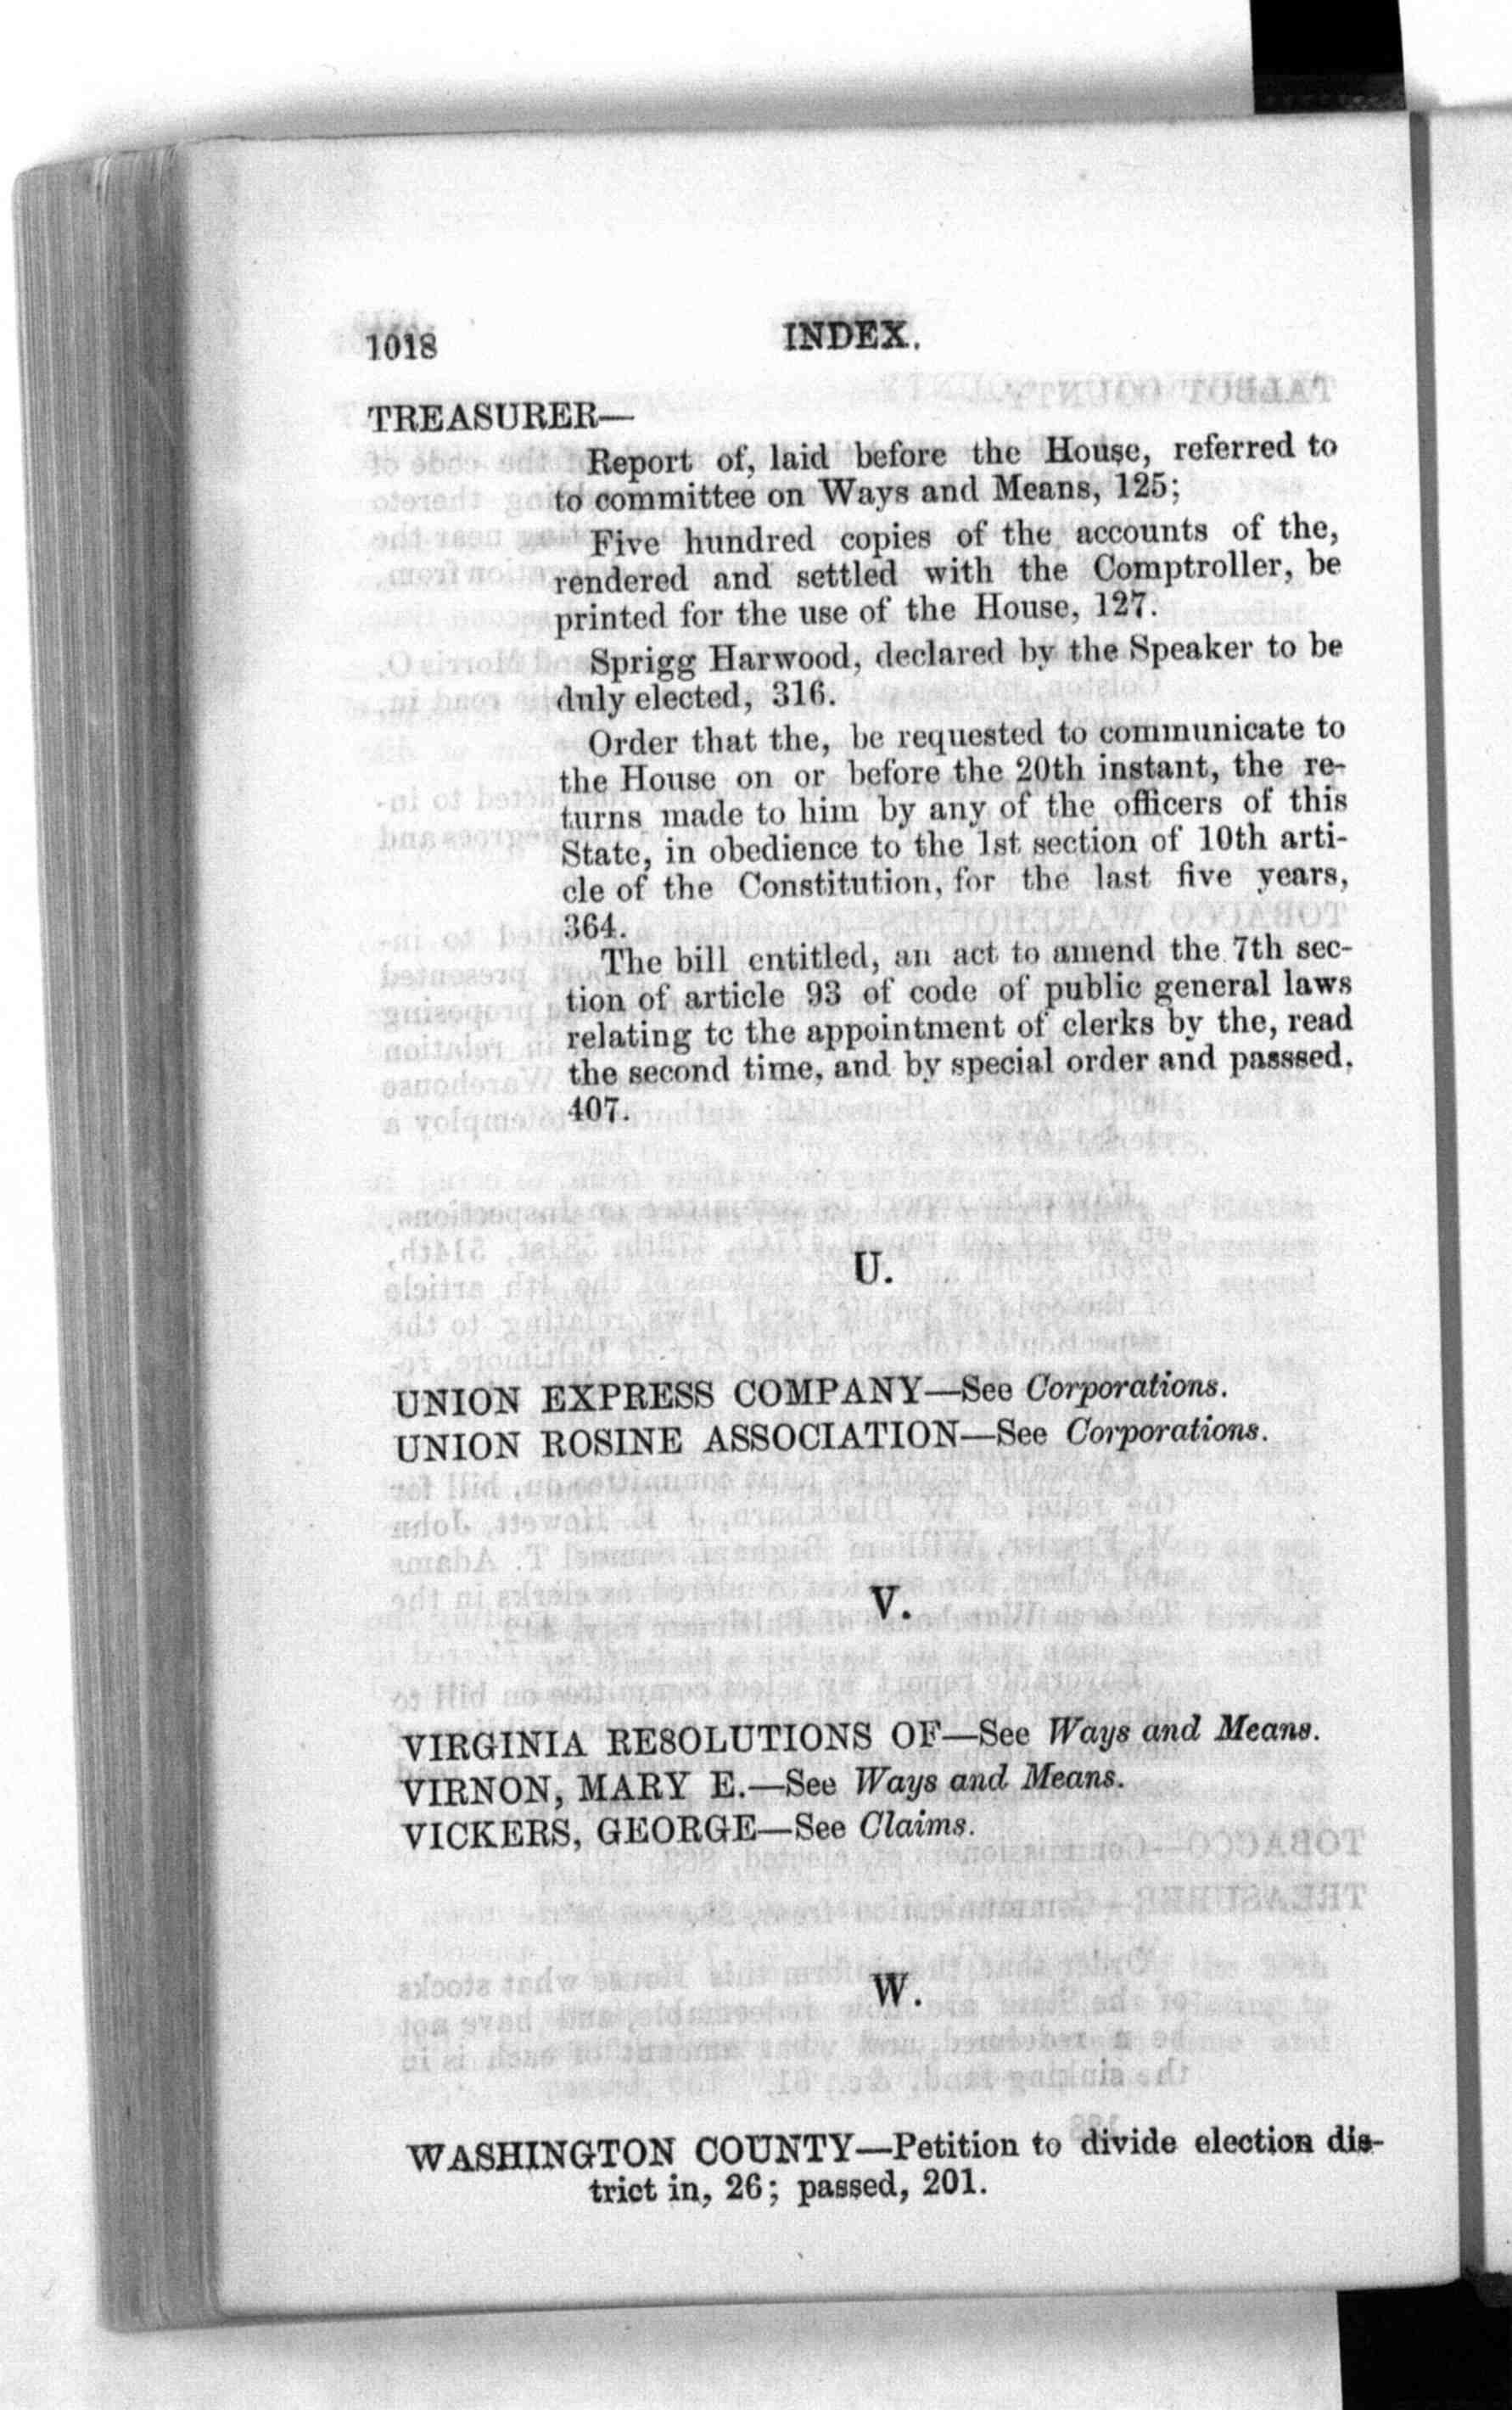 1018 INDEX.
TREASURER—
Report of, laid before the House, referred to
to committee on Ways and Means, 125;
Five hundred copies of the accounts of the,
rendered and settled with the Comptroller, be
printed for the use of the House, 127.
Sprigg Harwood, declared by the Speaker to be
duly elected, 316.
Order that the, be requested to communicate to
the House on or before the 20th instant, the re-
turns made to him by any of the officers of this
State, in obedience to the 1st section of 10th arti-
cle of the Constitution, for the last five years,
364.
The bill entitled, an act to amend the 7th sec-
tion of article 93 of code of public general laws
relating tc the appointment of clerks by the, read
the second time, and by special order and passsed,
407.
U.
UNION EXPRESS COMPANY—See Corporations.
UNION ROSINE ASSOCIATION—See Corporations.
V.
VIRGINIA RESOLUTIONS OF—See Ways and Means.
VIRNON, MARY E.—See Ways and Means.
VICKERS, GEORGE—See Claims.
W.
WASHINGTON COUNTY—Petition to divide election dis-
trict in, 26; passed, 201.